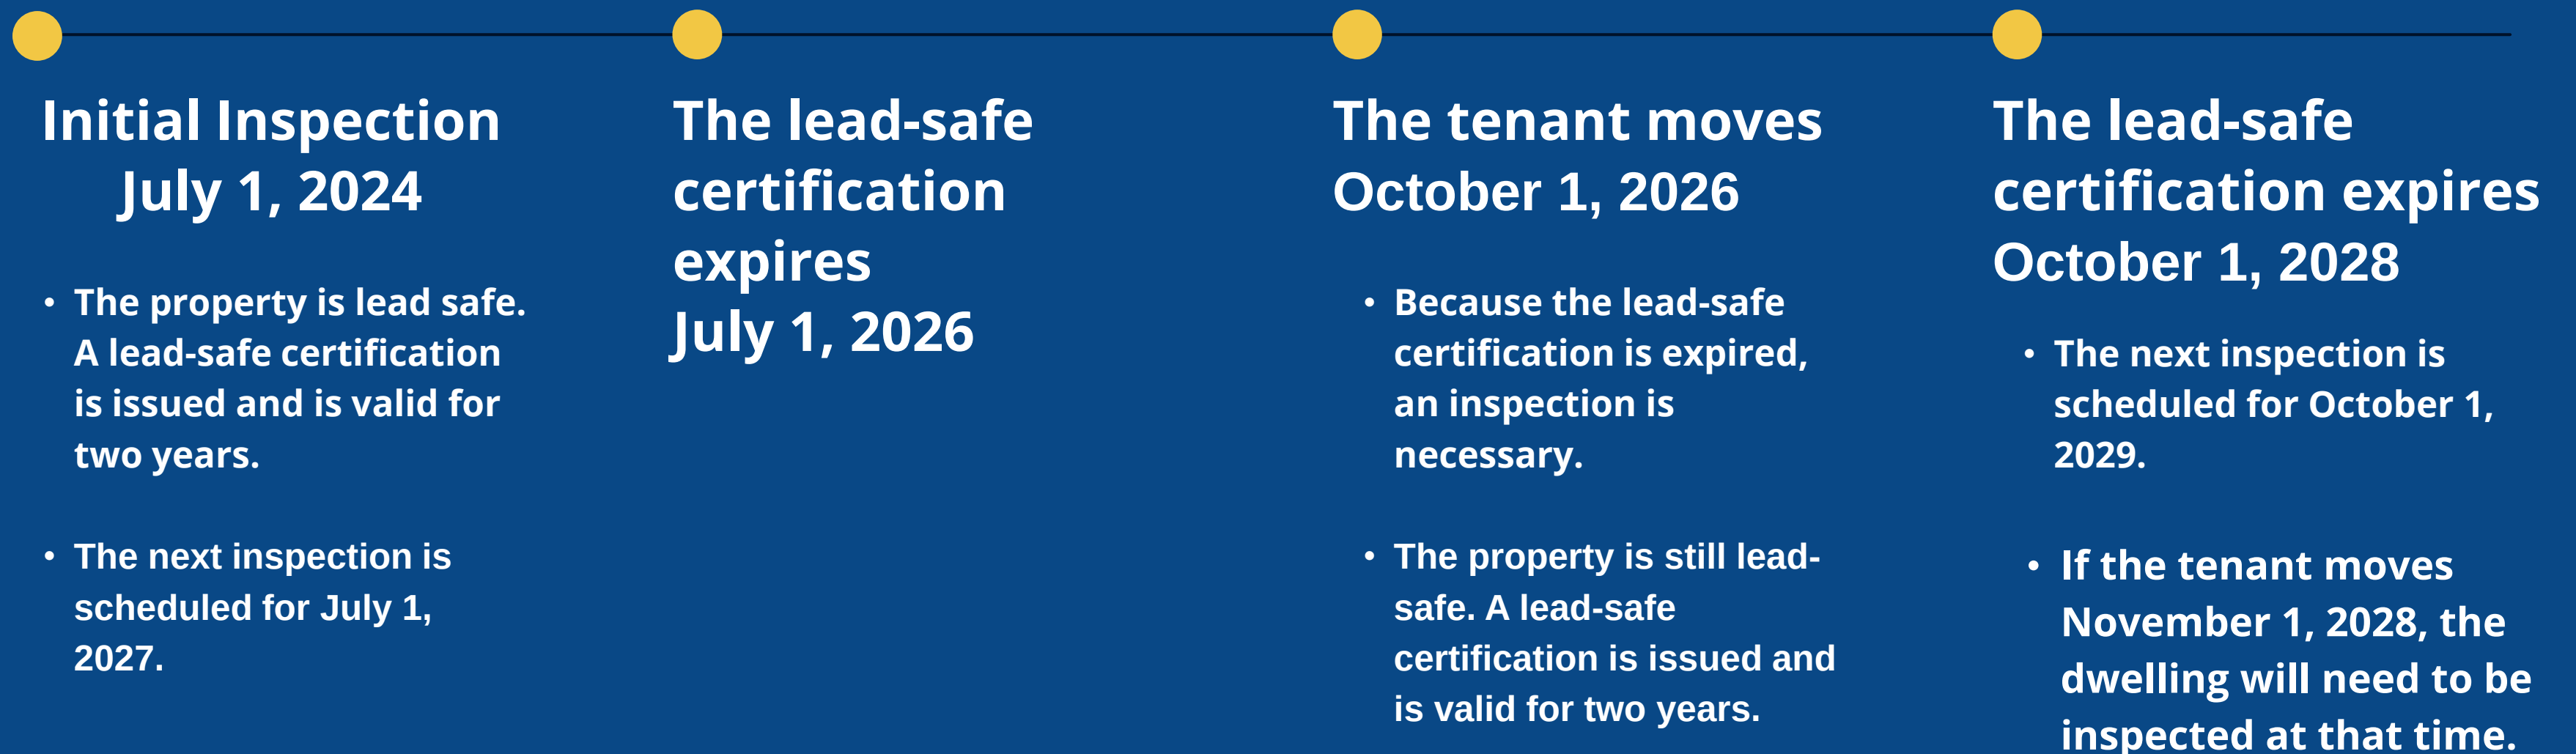 Initial Inspection
July 1, 2024
• The property is lead safe.
A lead-safe certification
is issued and is valid for
two years.
• The next inspection is
scheduled for July 1,
2027.
The lead-safe
certification
expires
July 1, 2026
The tenant moves
October 1, 2026
• Because the lead-safe
certification is expired,
an inspection is
necessary.
• The property is still lead-
safe. A lead-safe
certification is issued and
is valid for two years.
The lead-safe
certification expires
October 1, 2028
• The next inspection is
scheduled for October 1,
2029.
• If the tenant moves
November 1, 2028, the
dwelling will need to be
inspected at that time.